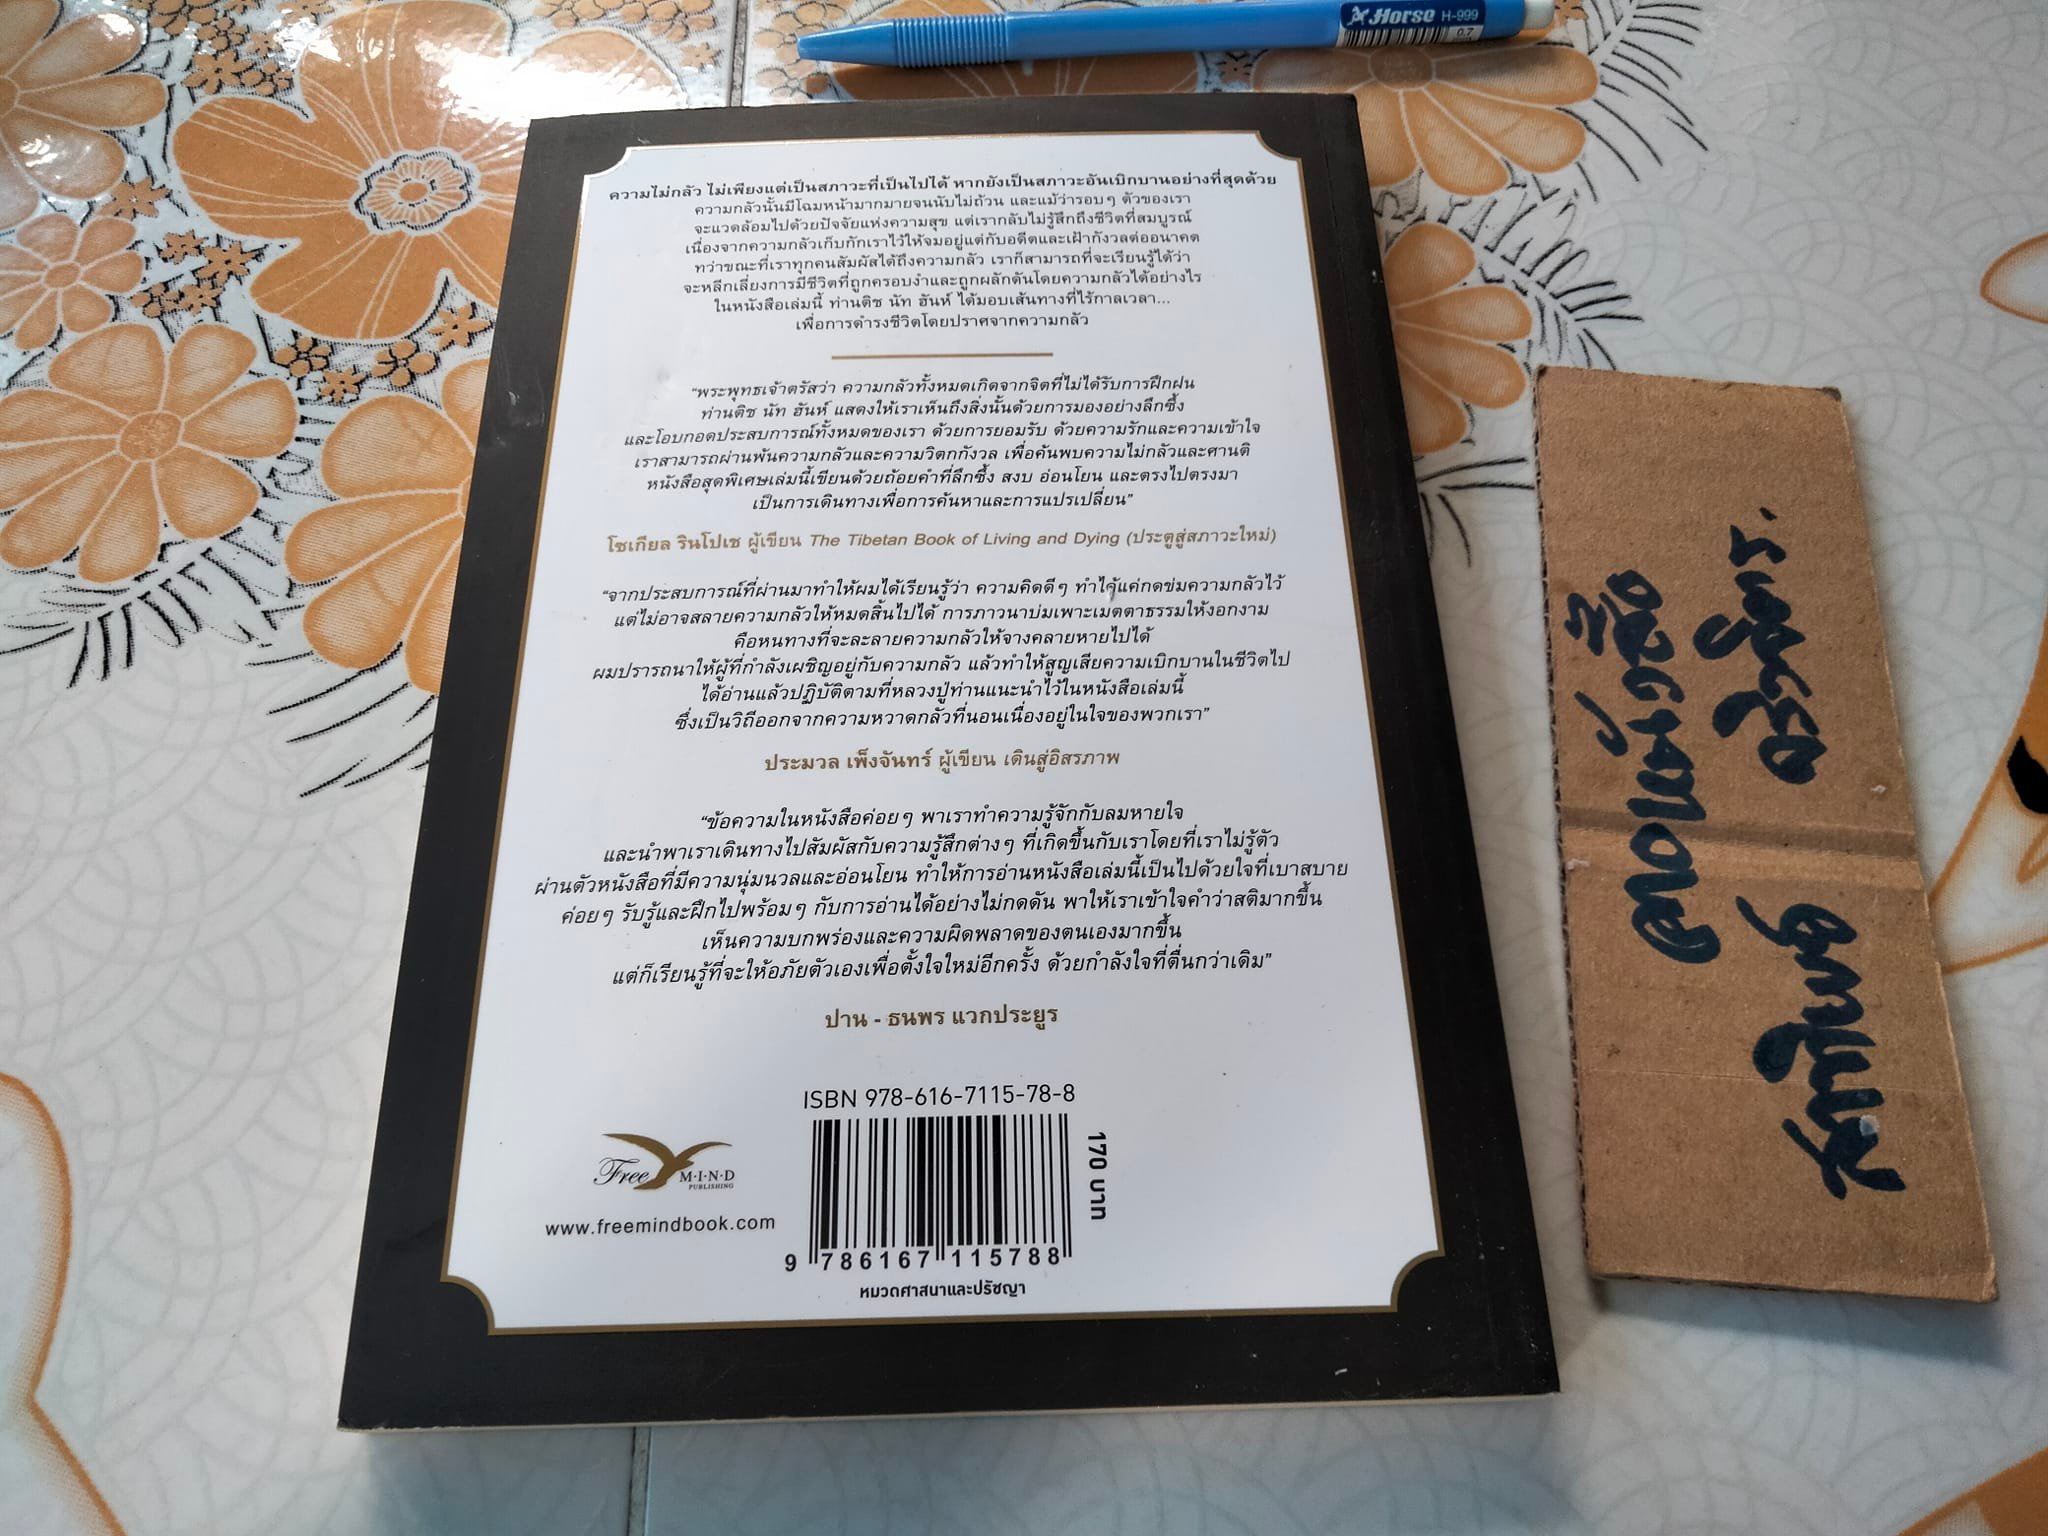 Horse H-999
0.7
ความไม่กลัว ไม่เพียงแต่เป็นสภาวะที่เป็นไปได้ หากยังเป็นสภาวะอันเบิกบานอย่างที่สุดด้วย
ความกลัวนั้นมีโฉมหน้ามากมายจนนับไม่ถ้วน และแม้ว่ารอบๆ ตัวของเรา
จะแวดล้อมไปด้วยปัจจัยแห่งความสุข แต่เรากลับไม่รู้สึกถึงชีวิตที่สมบูรณ์
เนื่องจากความกลัวเก็บกักเราไว้ให้จมอยู่แต่กับอดีตและเฝ้ากังวลต่ออนาคต
ทว่าขณะที่เราทุกคนสัมผัสได้ถึงความกลัว เราก็สามารถที่จะเรียนรู้ได้ว่า
จะหลีกเลี่ยงการมีชีวิตที่ถูกครอบงำและถูกผลักดันโดยความกลัวได้อย่างไร
ในหนังสือเล่มนี้ ท่านติช นัท ฮันห์ ได้มอบเส้นทางที่ไร้กาลเวลา...
เพื่อการดำรงชีวิตโดยปราศจากความกลัว
“พระพุทธเจ้าตรัสว่า ความกลัวทั้งหมดเกิดจากจิตที่ไม่ได้รับการฝึกฝน
ท่านติช นัท ฮันห์ แสดงให้เราเห็นถึงสิ่งนั้นด้วยการมองอย่างลึกซึ้ง
และโอบกอดประสบการณ์ทั้งหมดของเรา ด้วยการยอมรับ ด้วยความรักและความเข้าใจ
เราสามารถผ่านพ้นความกลัวและความวิตกกังวล เพื่อค้นพบความไม่กลัวและศานติ
หนังสือสุดพิเศษเล่มนี้เขียนด้วยถ้อยคำที่ลึกซึ้ง สงบ อ่อนโยน และตรงไปตรงมา
เป็นการเดินทางเพื่อการค้นหาและการแปรเปลี่ยน”
โซเกียล รินโปเช ผู้เขียน The Tibetan Book of Living and Dying (ประตูสู่สภาวะใหม่)
“จากประสบการณ์ที่ผ่านมาทำให้ผมได้เรียนรู้ว่า ความคิดดีๆ ทำได้แค่กดข่มความกลัวไว้
แต่ไม่อาจสลายความกลัวให้หมดสิ้นไปได้ การภาวนาบ่มเพาะเมตตาธรรมให้งอกงาม
คือหนทางที่จะละลายความกลัวให้จางคลายหายไปได้
ผมปรารถนาให้ผู้ที่กำลังเผชิญอยู่กับความกลัว แล้วทำให้สูญเสียความเบิกบานในชีวิตไป
ได้อ่านแล้วปฏิบัติตามที่หลวงปู่ท่านแนะนำไว้ในหนังสือเล่มนี้
ซึ่งเป็นวิถีออกจากความหวาดกลัวที่นอนเนื่องอยู่ในใจของพวกเรา”
ประมวล เพ็งจันทร์ ผู้เขียน เดินสู่อิสรภาพ
“ข้อความในหนังสือค่อยๆ พาเราทำความรู้จักกับลมหายใจ
และนำพาเราเดินทางไปสัมผัสกับความรู้สึกต่างๆ ที่เกิดขึ้นกับเราโดยที่เราไม่รู้ตัว
ผ่านตัวหนังสือที่มีความนุ่มนวลและอ่อนโยน ทำให้การอ่านหนังสือเล่มนี้เป็นไปด้วยใจที่เบาสบาย
ค่อยๆ รับรู้และฝึกไปพร้อมๆ กับการอ่านได้อย่างไม่กดดัน พาให้เราเข้าใจคำว่าสติมากขึ้น
เห็นความบกพร่องและความผิดพลาดของตนเองมากขึ้น
แต่ก็เรียนรู้ที่จะให้อภัยตัวเองเพื่อตั้งใจใหม่อีกครั้ง ด้วยกำลังใจที่ตื่นกว่าเดิม”
ปาน - ธนพร แวกประยูร
ISBN 978-616-7115-78-8
170 บาท
Free M·I·N·D
PUBLISHING
www.freemindbook.com
9 786167 115788
หมวดศาสนาและปรัชญา